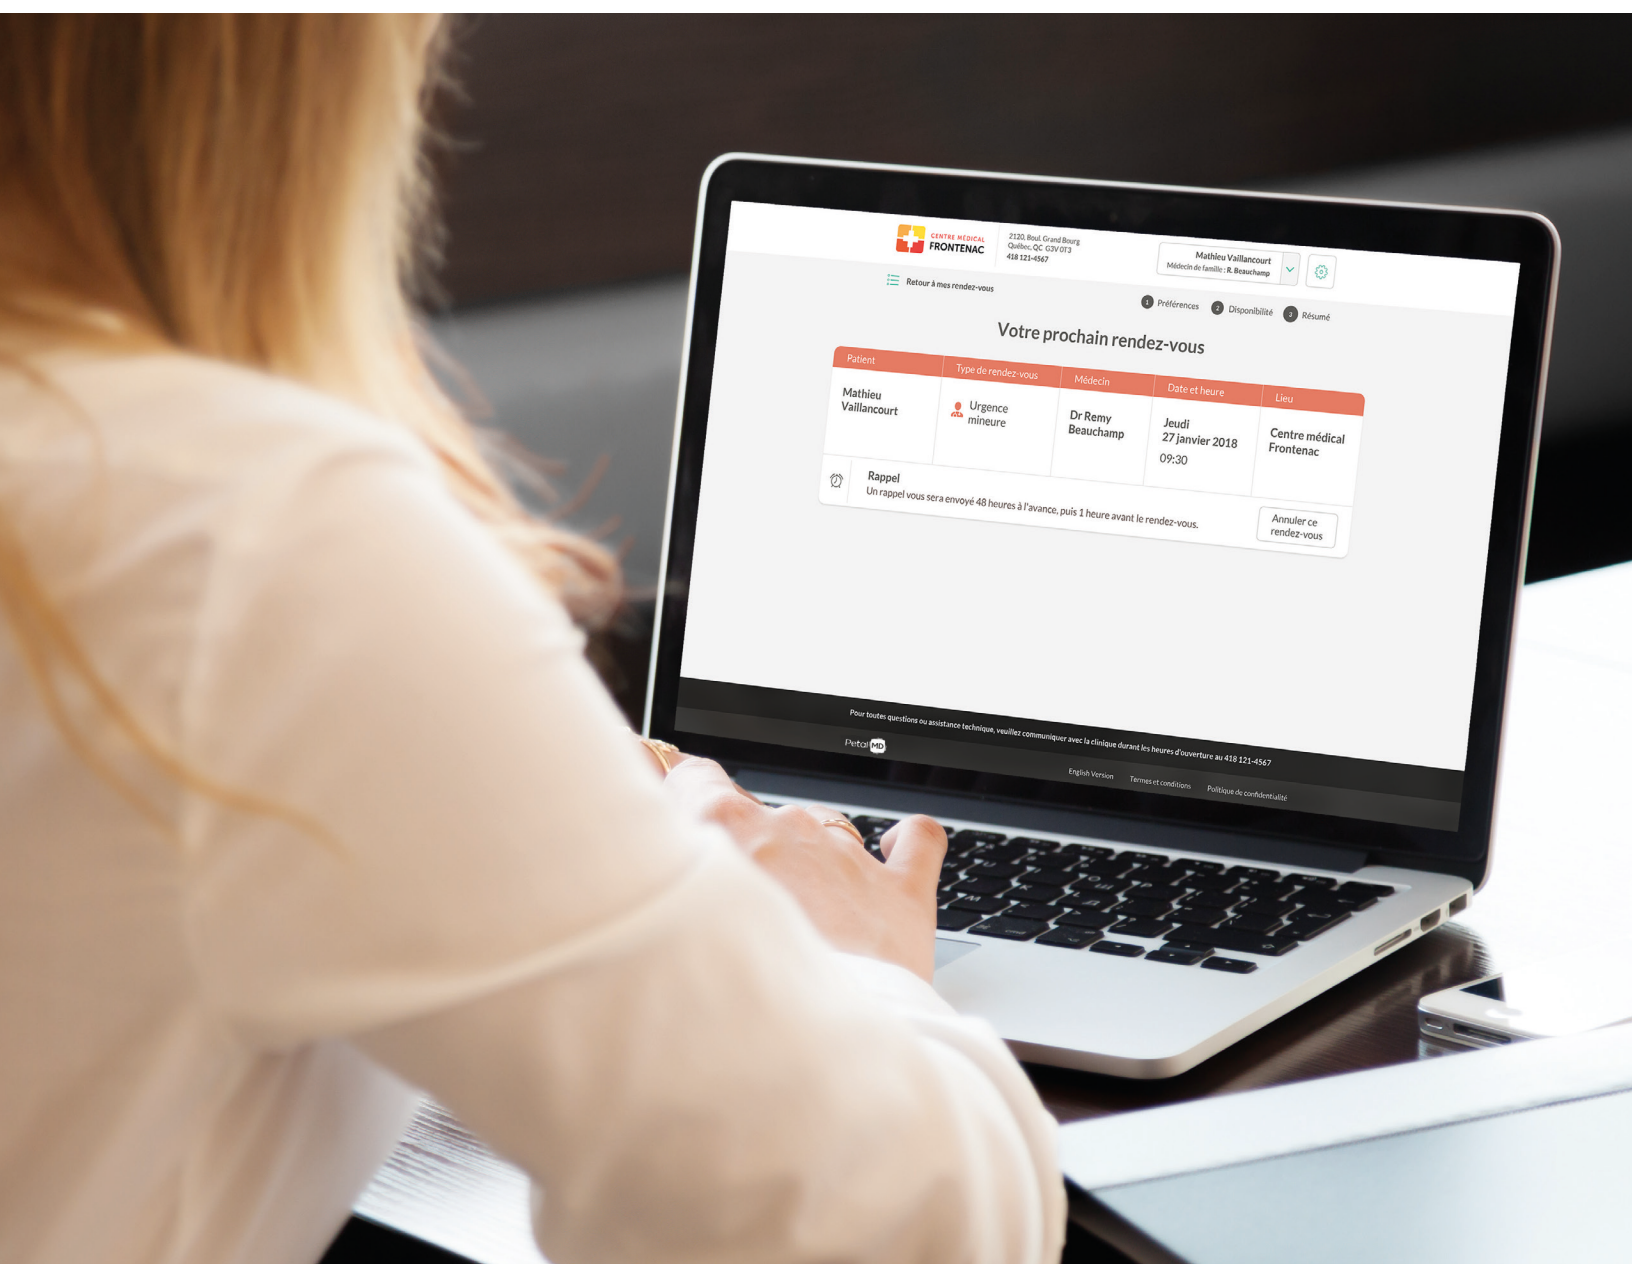 CENTRE MÉDICAL
FRONTENAC
2120, Boul. Grand Bourg
Québec, QC G3V 0T3
418 121-4567
Mathieu Vaillancourt
Médecin de famille : R. Beauchamp
Retour à mes rendez-vous
1 Préférences 2 Disponibilité 3 Résumé
Votre prochain rendez-vous
Patient
Type de rendez-vous
Médecin
Date et heure
Lieu
Mathieu
Vaillancourt
Urgence
mineure
Dr Remy
Beauchamp
Jeudi
27 janvier 2018
09:30
Centre médical
Frontenac
Rappel
Un rappel vous sera envoyé 48 heures à l'avance, puis 1 heure avant le rendez-vous.
Annuler ce
rendez-vous
Pour toutes questions ou assistance technique, veuillez communiquer avec la clinique durant les heures d'ouverture au 418 121-4567
Petal MD
English Version Termes et conditions Politique de confidentialité